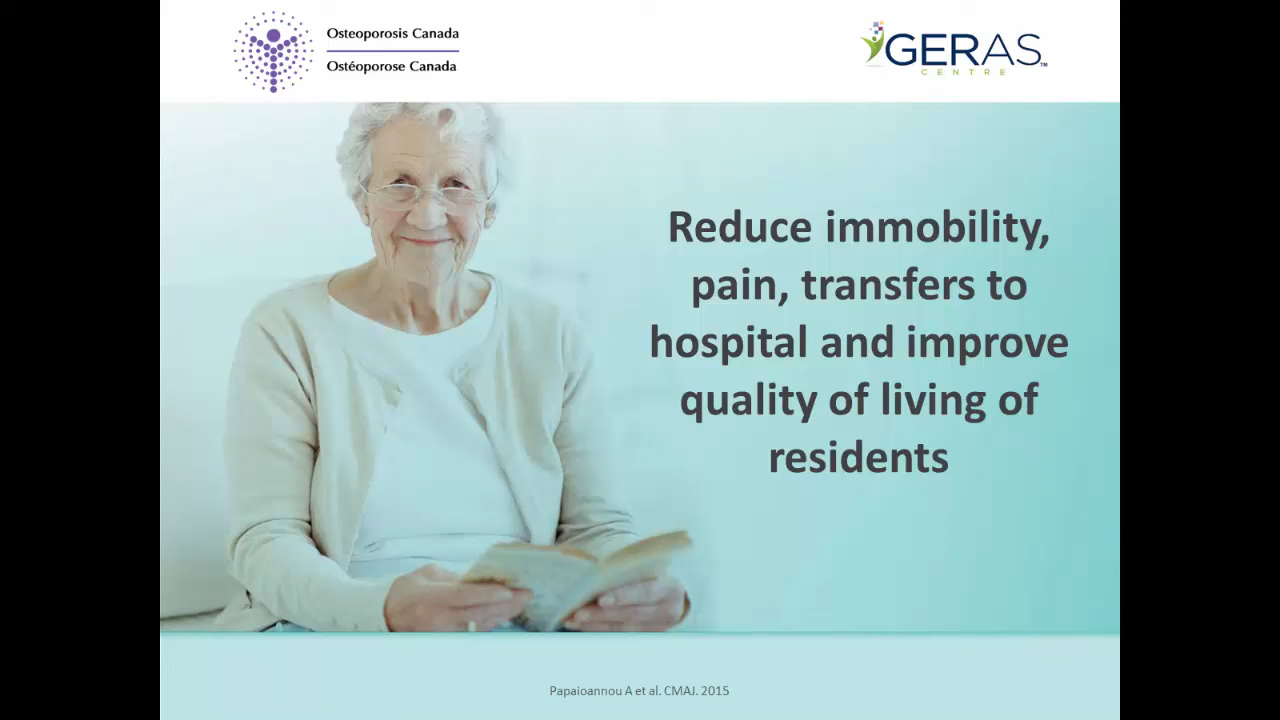 Osteoporosis Canada
Ostéoporose Canada
GERAS
CENTRE
TM
Reduce immobility,
pain, transfers to
hospital and improve
quality of living of
residents
Papaioannou A et al. CMAJ. 2015